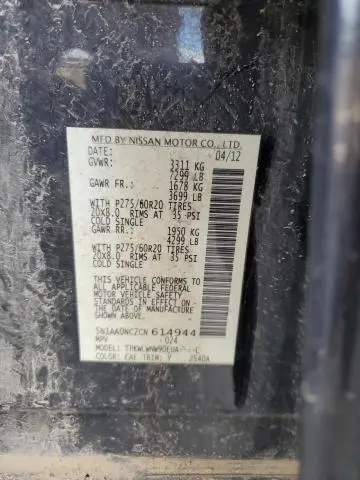 MFD BY NISSAN MOTOR CO., LTD.
DATE: 04/12
GVWR: 3311 KG
7299 LB
GAWR FR: 1678 KG
3699 LB
WITH P275/60R20 TIRES
20X8.0 RIMS AT 35 PSI
COLD SINGLE
GAWR RR: 1950 KG
4299 LB
WITH P275/60R20 TIRES
20X8.0 RIMS AT 35 PSI
COLD SINGLE
THIS VEHICLE CONFORMS TO
ALL APPLICABLE FEDERAL
MOTOR VEHICLE SAFETY
STANDARDS IN EFFECT ON
THE DATE OF MANUFACTURE
SHOWN ABOVE.
5N1AA0NC2CN 614944
MPV 024
MODEL:
COLOR: CAE TRIM: Y J540A